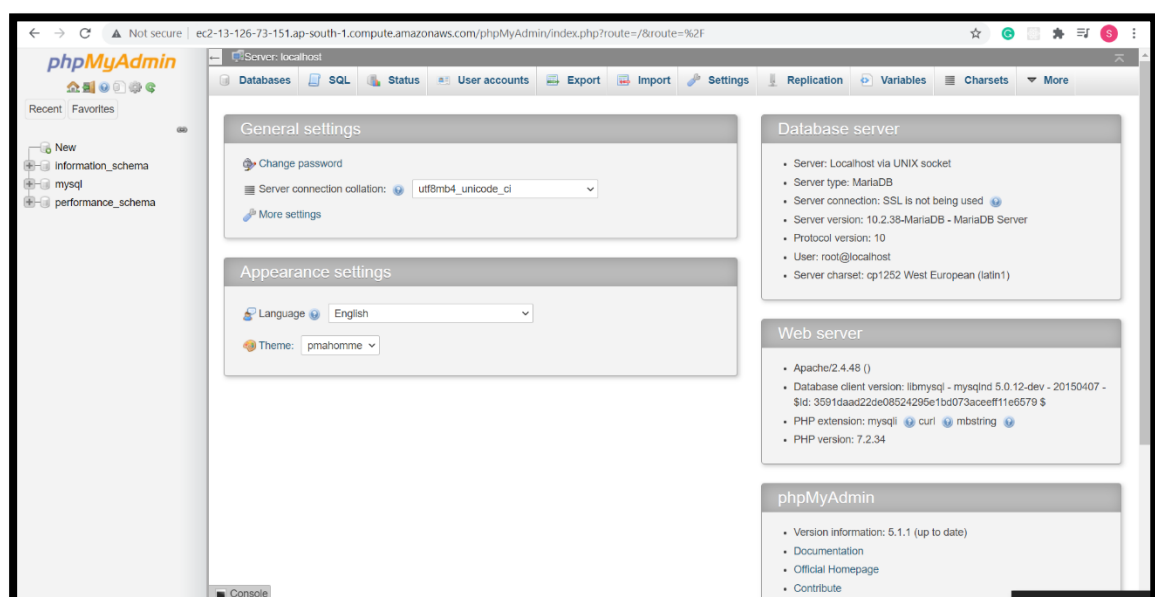 Not secure ec2-13-126-73-151.ap-south-1.compute.amazonaws.com/phpMyAdmin/index.php?route=/&route=%2F
S
phpMyAdmin
Recent Favorites
New
information_schema
mysql
performance_schema
Server: localhost
Databases SQL Status User accounts Export Import Settings Replication Variables Charsets More
General settings
Change password
Server connection collation: utf8mb4_unicode_ci
More settings
Appearance settings
Language English
Theme: pmahomme
Database server
Server: Localhost via UNIX socket
Server type: MariaDB
Server connection: SSL is not being used
Server version: 10.2.38-MariaDB - MariaDB Server
Protocol version: 10
User: root@localhost
Server charset: cp1252 West European (latin1)
Web server
Apache/2.4.48 ()
Database client version: libmysql - mysqlnd 5.0.12-dev - 20150407 -
$Id: 3591daad22de08524295e1bd073aceeff11e6579 $
PHP extension: mysqli curl mbstring
PHP version: 7.2.34
phpMyAdmin
Version information: 5.1.1 (up to date)
Documentation
Official Homepage
Contribute
Console